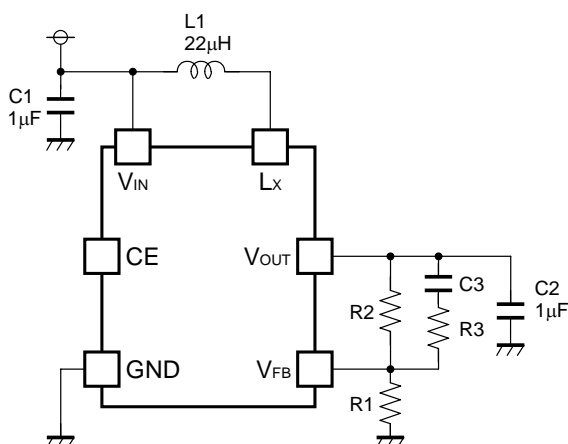 L1
22μH
C1
1μF
VIN
LX
CE
VOUT
GND
VFB
R2
C3
R3
C2
1μF
R1